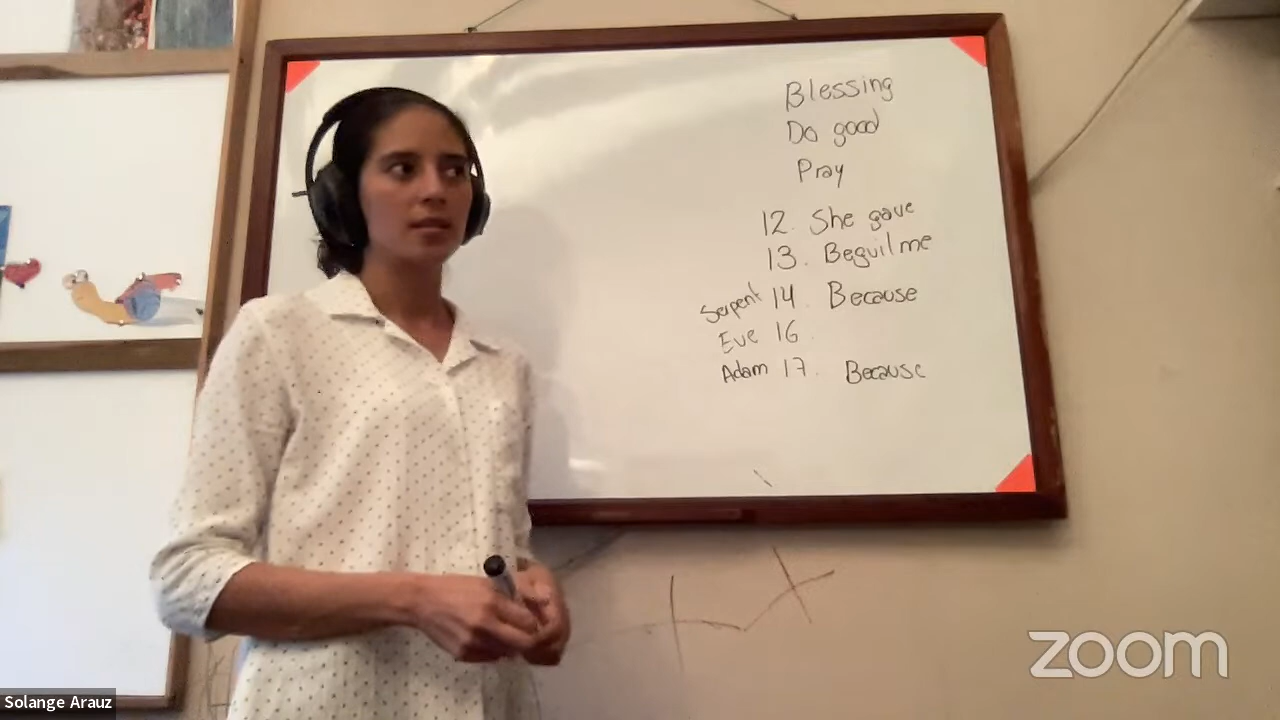 Blessing
Do good
Pray
12. She gave
13. Beguil me
Serpent 14. Because
Eve 16.
Adam 17. Because
zoom
Solange Arauz